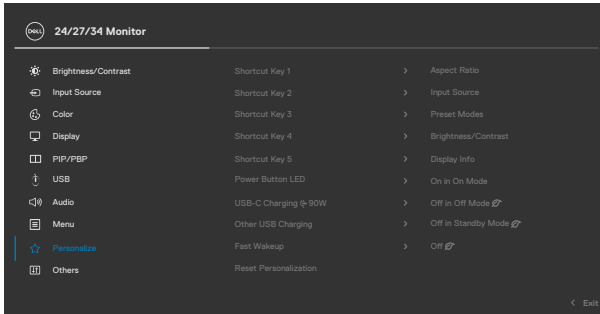 DELL 24/27/34 Monitor
Brightness/Contrast Shortcut Key 1 > Aspect Ratio
Input Source Shortcut Key 2 > Input Source
Color Shortcut Key 3 > Preset Modes
Display Shortcut Key 4 > Brightness/Contrast
PIP/PBP Shortcut Key 5 > Display Info
USB Power Button LED > On in On Mode
Audio USB-C Charging 90W > Off in Off Mode
Menu Other USB Charging > Off in Standby Mode
Personalize Fast Wakeup > Off
Others Reset Personalization
< Exit